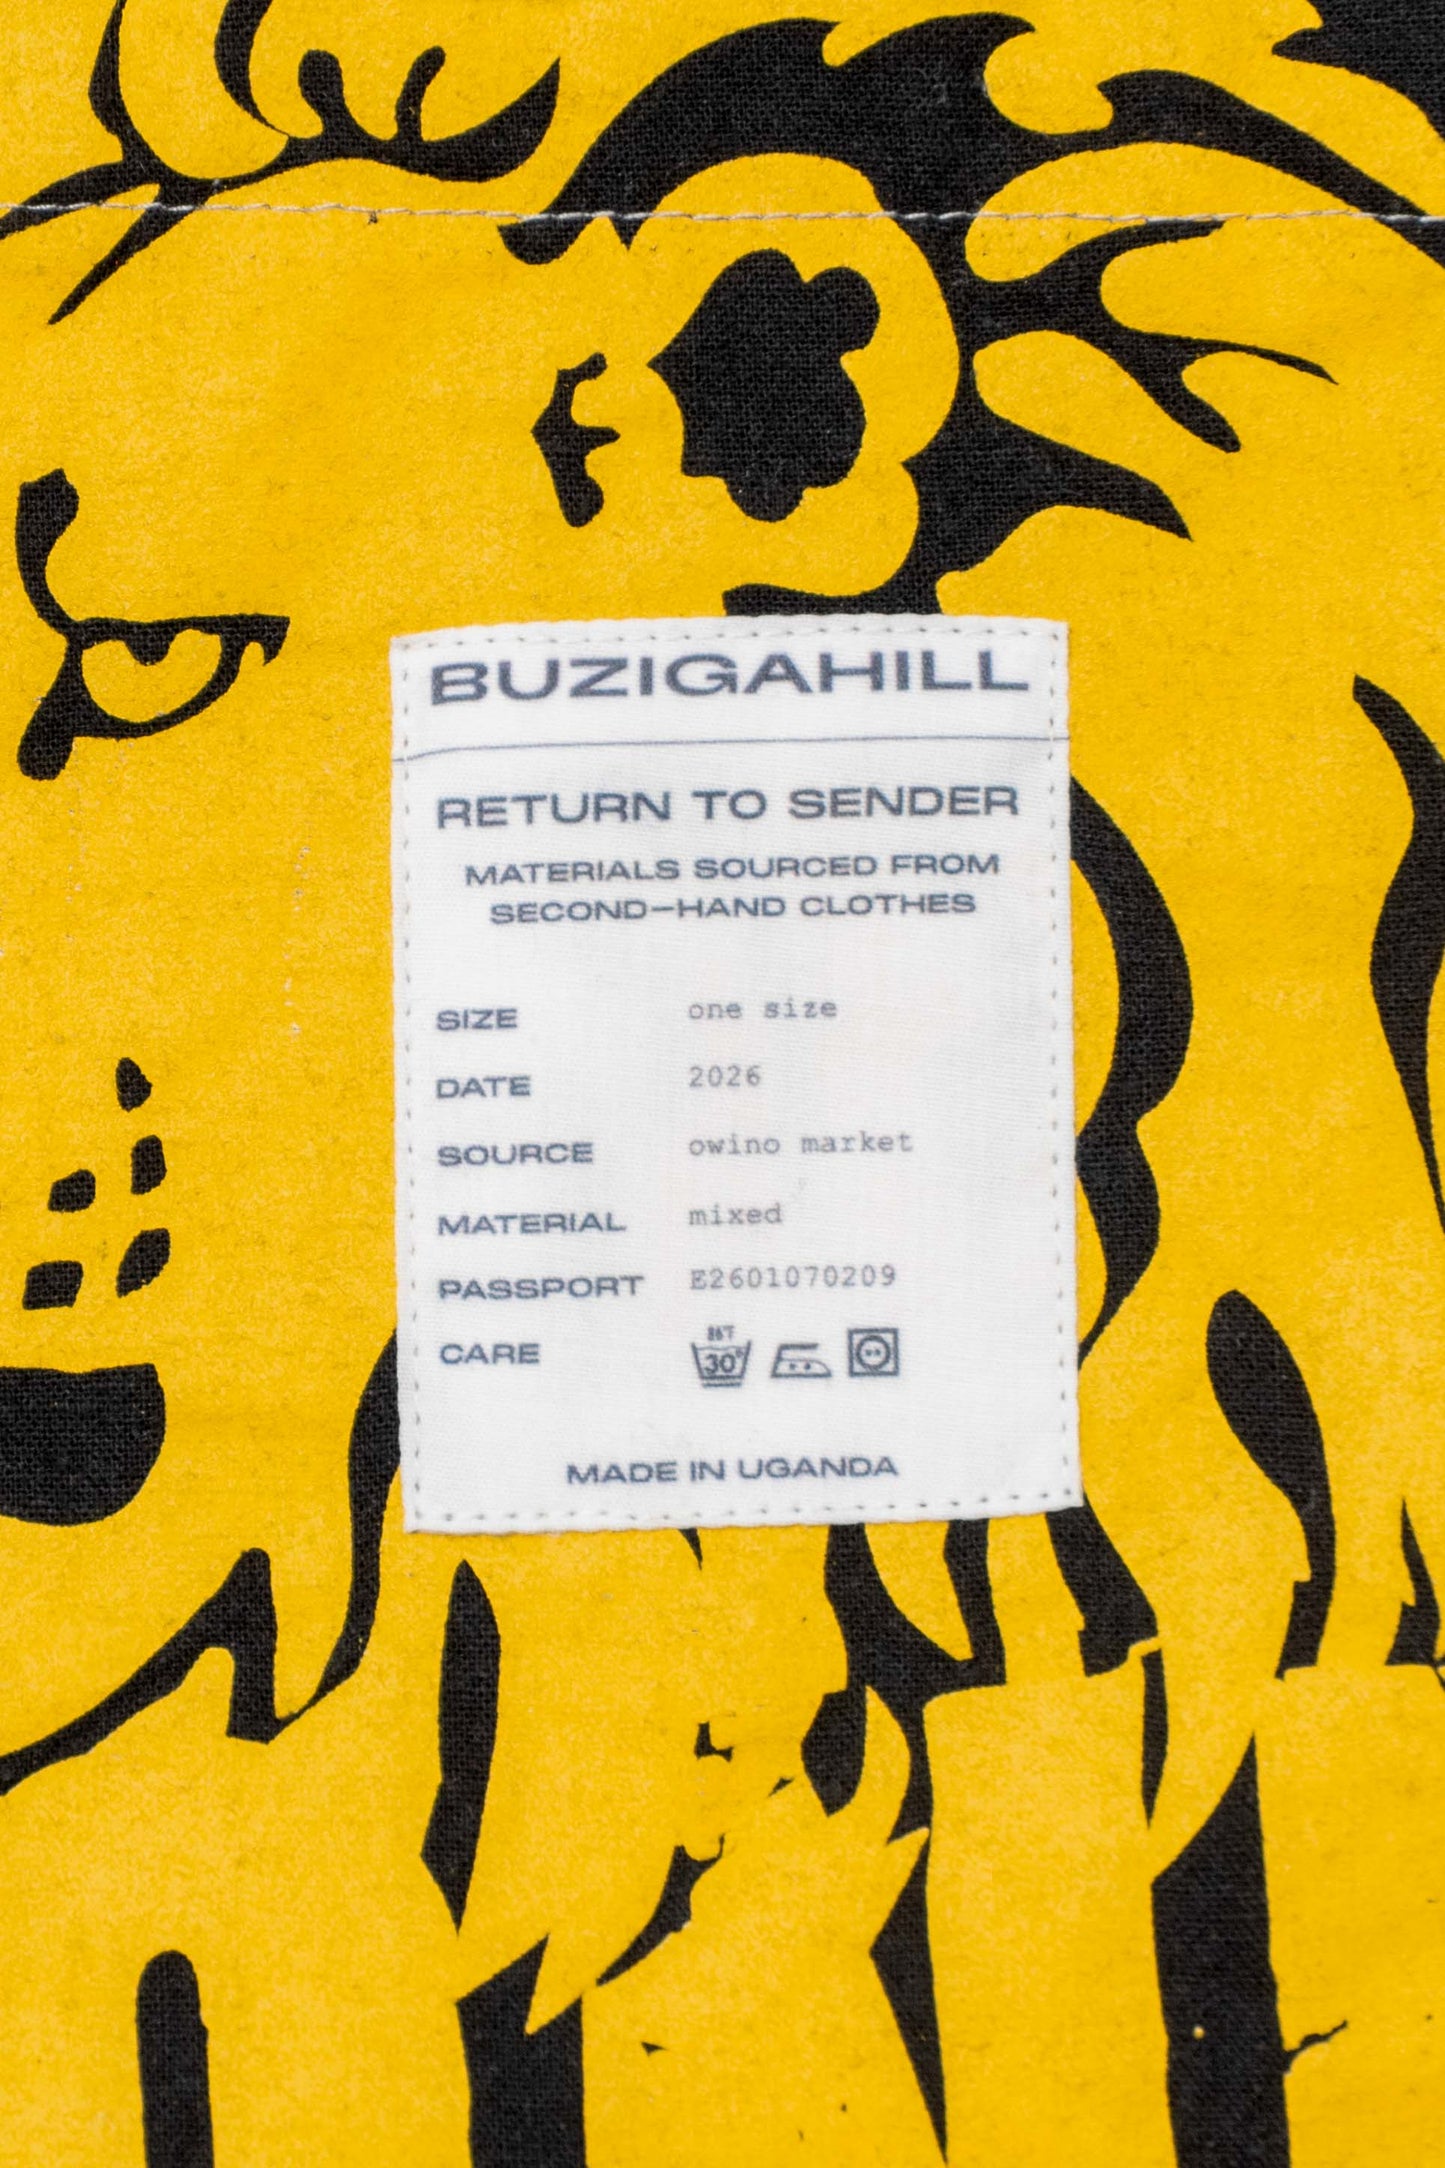 BUZIGAHILL
RETURN TO SENDER
MATERIALS SOURCED FROM
SECOND-HAND CLOTHES
SIZE one size
DATE 2026
SOURCE owino market
MATERIAL mixed
PASSPORT E2601070209
CARE 30°
MADE IN UGANDA